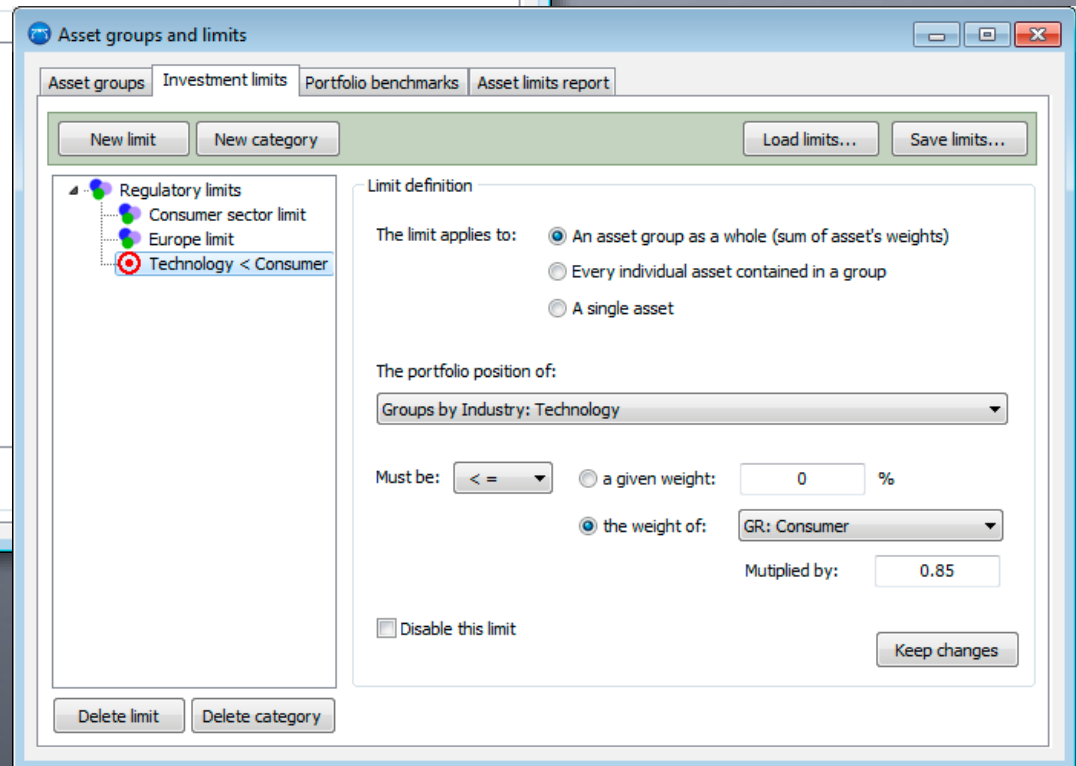 Asset groups and limits
Asset groups Investment limits Portfolio benchmarks Asset limits report
New limit New category Load limits... Save limits...
Regulatory limits
Consumer sector limit
Europe limit
Technology < Consumer
Limit definition
The limit applies to: An asset group as a whole (sum of asset's weights)
Every individual asset contained in a group
A single asset
The portfolio position of:
Groups by Industry: Technology
Must be: < = a given weight: 0 %
the weight of: GR: Consumer
Mutiplied by: 0.85
Disable this limit
Keep changes
Delete limit Delete category